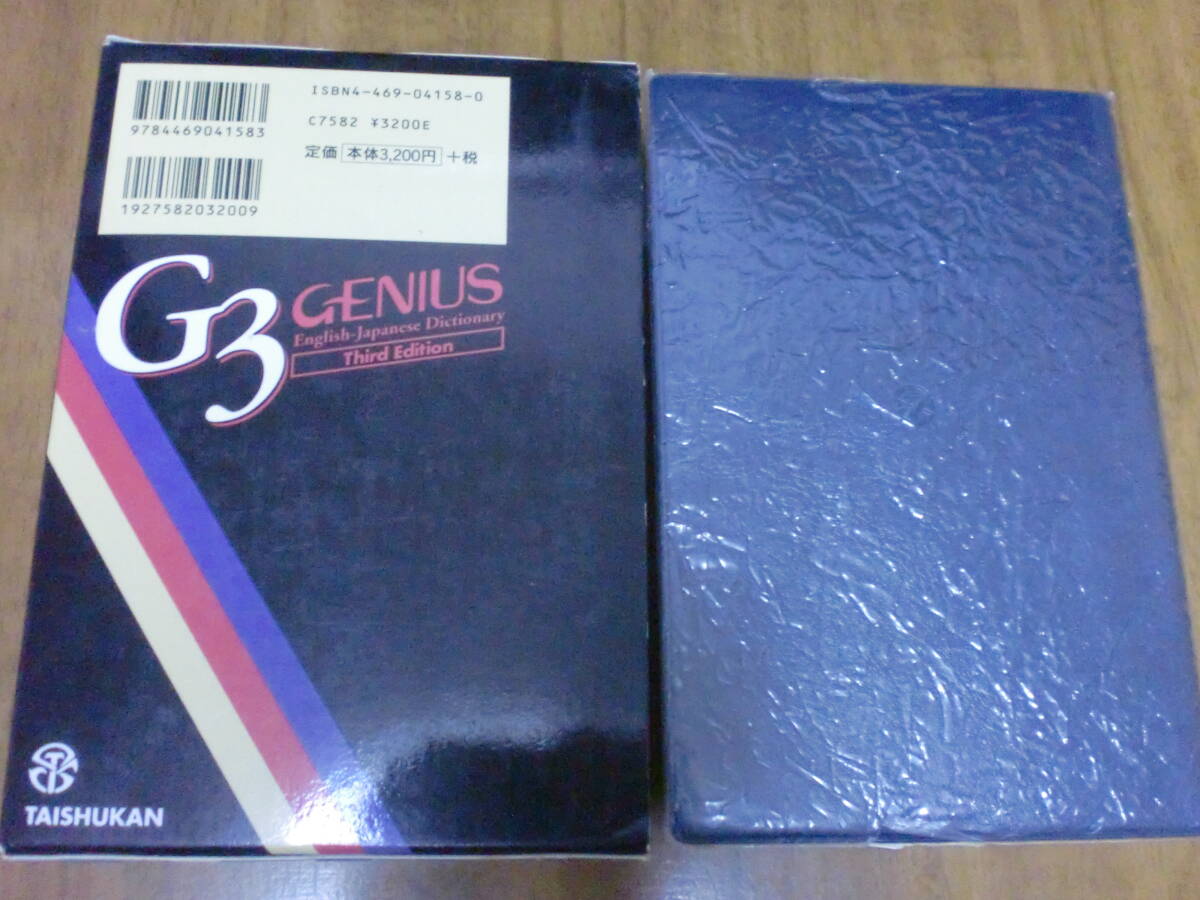 ISBN4-469-04158-0
9784469041583
C7582 ¥3200E
定価 本体3,200円 +税
1927582032009
G3
GENIUS
English-Japanese Dictionary
Third Edition
TAISHUKAN